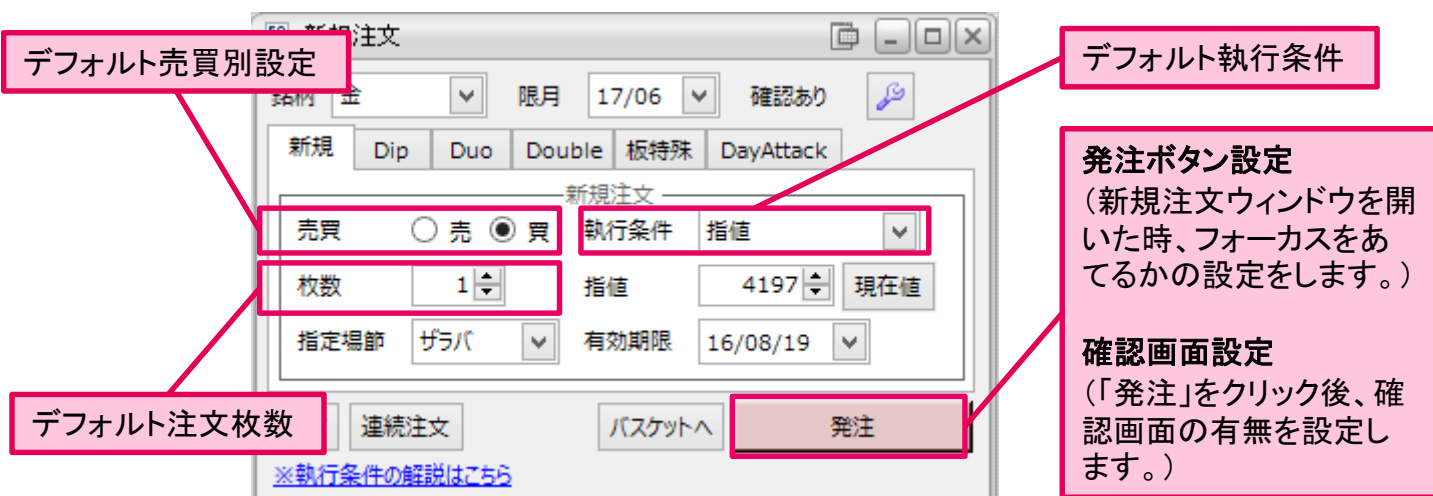 新規注文
デフォルト売買別設定
デフォルト執行条件
銘柄 金 限月 17/06 確認あり
新規 Dip Duo Double 板特殊 DayAttack
新規注文
売買 売 買 執行条件 指値
枚数 1 指値 4197 現在値
指定場節 ザラバ 有効期限 16/08/19
デフォルト注文枚数
連続注文 バスケットへ 発注
※執行条件の解説はこちら
発注ボタン設定
（新規注文ウィンドウを開
いた時、フォーカスをあ
てるかの設定をします。）
確認画面設定
（「発注」をクリック後、確
認画面の有無を設定し
ます。）